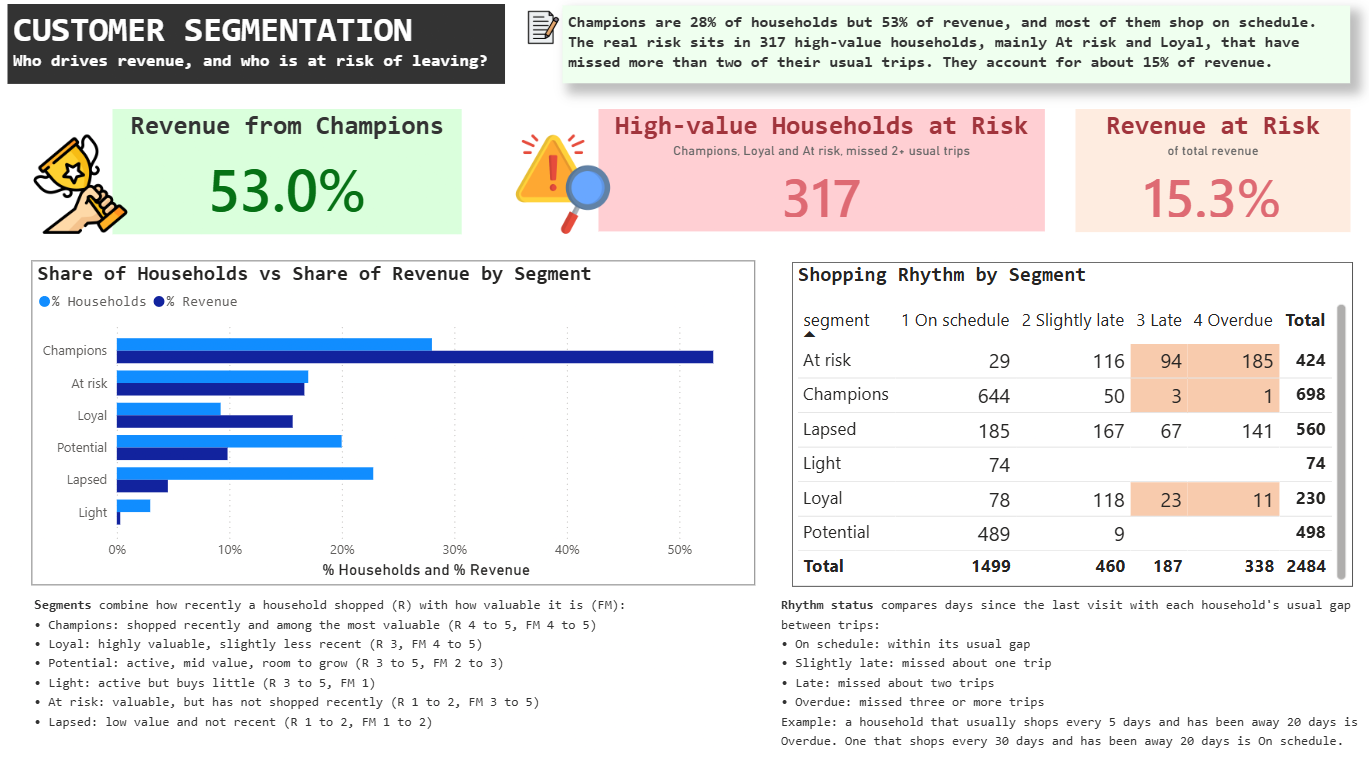 CUSTOMER SEGMENTATION
Who drives revenue, and who is at risk of leaving?
Champions are 28% of households but 53% of revenue, and most of them shop on schedule.
The real risk sits in 317 high-value households, mainly At risk and Loyal, that have
missed more than two of their usual trips. They account for about 15% of revenue.
Revenue from Champions
53.0%
High-value Households at Risk
Champions, Loyal and At risk, missed 2+ usual trips
317
Revenue at Risk
of total revenue
15.3%
Share of Households vs Share of Revenue by Segment
% Households % Revenue
Champions
At risk
Loyal
Potential
Lapsed
Light
0% 10% 20% 30% 40% 50%
% Households and % Revenue
Shopping Rhythm by Segment
segment 1 On schedule 2 Slightly late 3 Late 4 Overdue Total
At risk 29 116 94 185 424
Champions 644 50 3 1 698
Lapsed 185 167 67 141 560
Light 74 74
Loyal 78 118 23 11 230
Potential 489 9 498
Total 1499 460 187 338 2484
Segments combine how recently a household shopped (R) with how valuable it is (FM):
• Champions: shopped recently and among the most valuable (R 4 to 5, FM 4 to 5)
• Loyal: highly valuable, slightly less recent (R 3, FM 4 to 5)
• Potential: active, mid value, room to grow (R 3 to 5, FM 2 to 3)
• Light: active but buys little (R 3 to 5, FM 1)
• At risk: valuable, but has not shopped recently (R 1 to 2, FM 3 to 5)
• Lapsed: low value and not recent (R 1 to 2, FM 1 to 2)
Rhythm status compares days since the last visit with each household's usual gap
between trips:
• On schedule: within its usual gap
• Slightly late: missed about one trip
• Late: missed about two trips
• Overdue: missed three or more trips
Example: a household that usually shops every 5 days and has been away 20 days is
Overdue. One that shops every 30 days and has been away 20 days is On schedule.